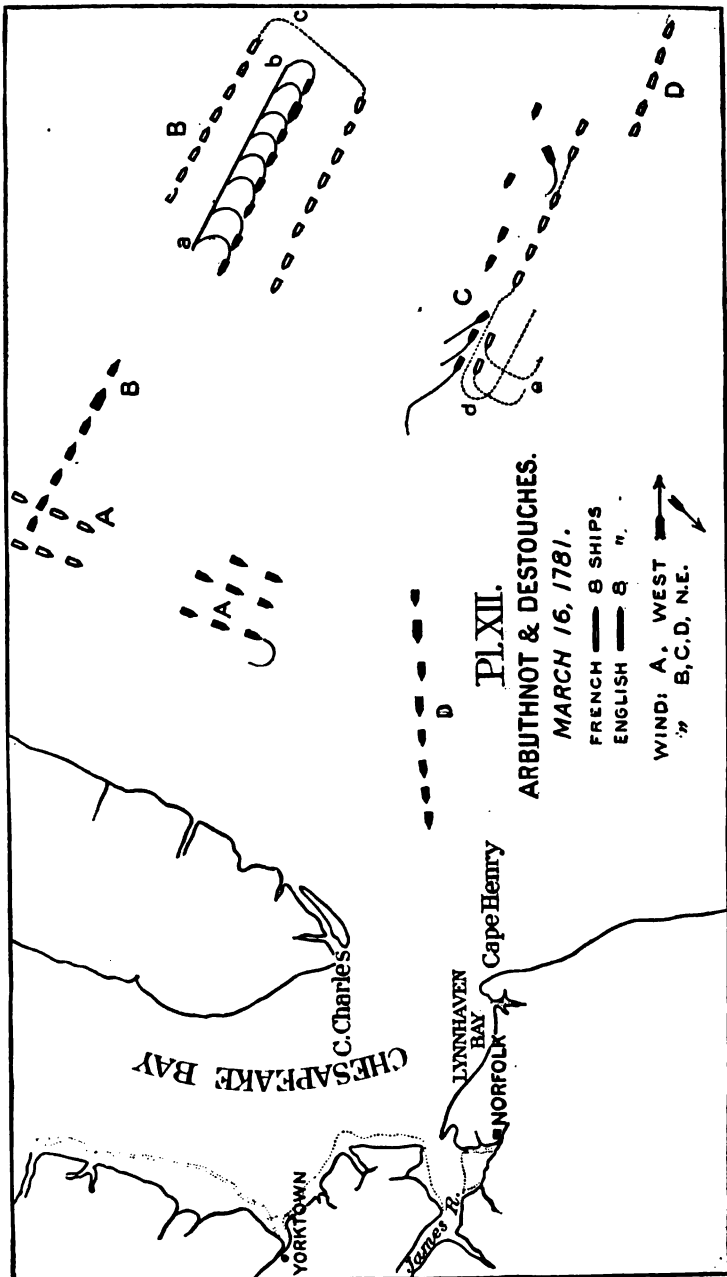 Pl. XII.
ARBUTHNOT & DESTOUCHES.
MARCH 16, 1781.
FRENCH 8 SHIPS
ENGLISH 8 "
WIND: A, WEST
" B, C, D, N.E.
CHESAPEAKE BAY
C. Charles
Cape Henry
LYNNHAVEN
BAY
NORFOLK
YORKTOWN
James R.
A
B
A
B
a
b
c
C
d
e
D
D